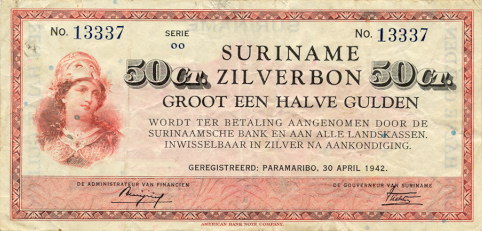 No. 13337 SERIE No. 13337
oo
SURINAME
50 CT. ZILVERBON 50 CT.
GROOT EEN HALVE GULDEN
WORDT TER BETALING AANGENOMEN DOOR DE
SURINAAMSCHE BANK EN AAN ALLE LANDSKASSEN.
INWISSELBAAR IN ZILVER NA AANKONDIGING.
GEREGISTREERD: PARAMARIBO, 30 APRIL 1942.
DE ADMINISTRATEUR VAN FINANCIEN DE GOUVERNEUR VAN SURINAME
AMERICAN BANK NOTE COMPANY.